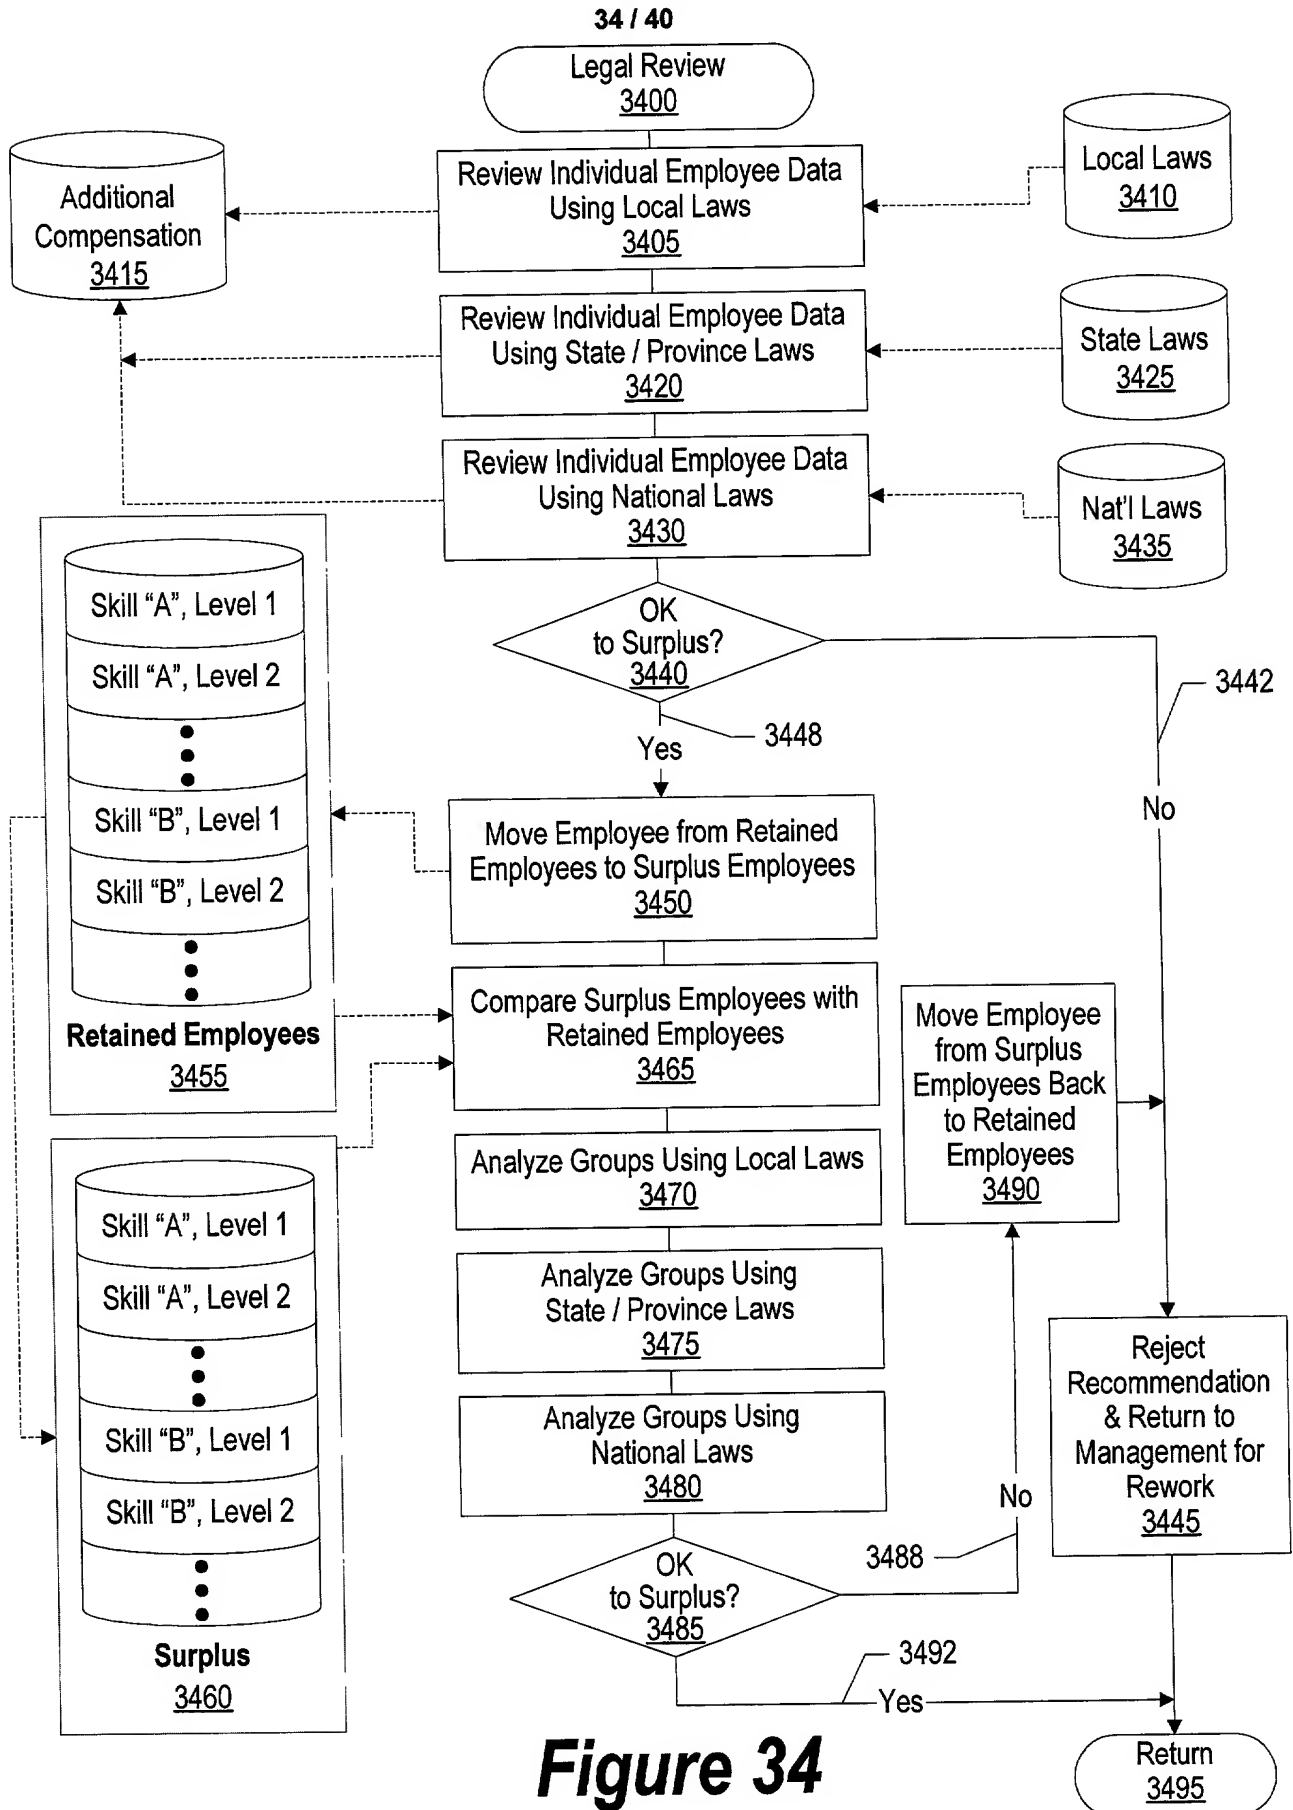 34 / 40
Legal Review
3400
Review Individual Employee Data
Using Local Laws
3405
Local Laws
3410
Additional
Compensation
3415
Review Individual Employee Data
Using State / Province Laws
3420
State Laws
3425
Review Individual Employee Data
Using National Laws
3430
Nat'l Laws
3435
OK
to Surplus?
3440
3442
No
3448
Yes
Skill “A”, Level 1
Skill “A”, Level 2
Skill “B”, Level 1
Skill “B”, Level 2
Retained Employees
3455
Move Employee from Retained
Employees to Surplus Employees
3450
Compare Surplus Employees with
Retained Employees
3465
Move Employee
from Surplus
Employees Back
to Retained
Employees
3490
Analyze Groups Using Local Laws
3470
Skill “A”, Level 1
Skill “A”, Level 2
Skill “B”, Level 1
Skill “B”, Level 2
Surplus
3460
Analyze Groups Using
State / Province Laws
3475
Analyze Groups Using
National Laws
3480
Reject
Recommendation
& Return to
Management for
Rework
3445
No
3488
OK
to Surplus?
3485
3492
Yes
Return
3495
Figure 34